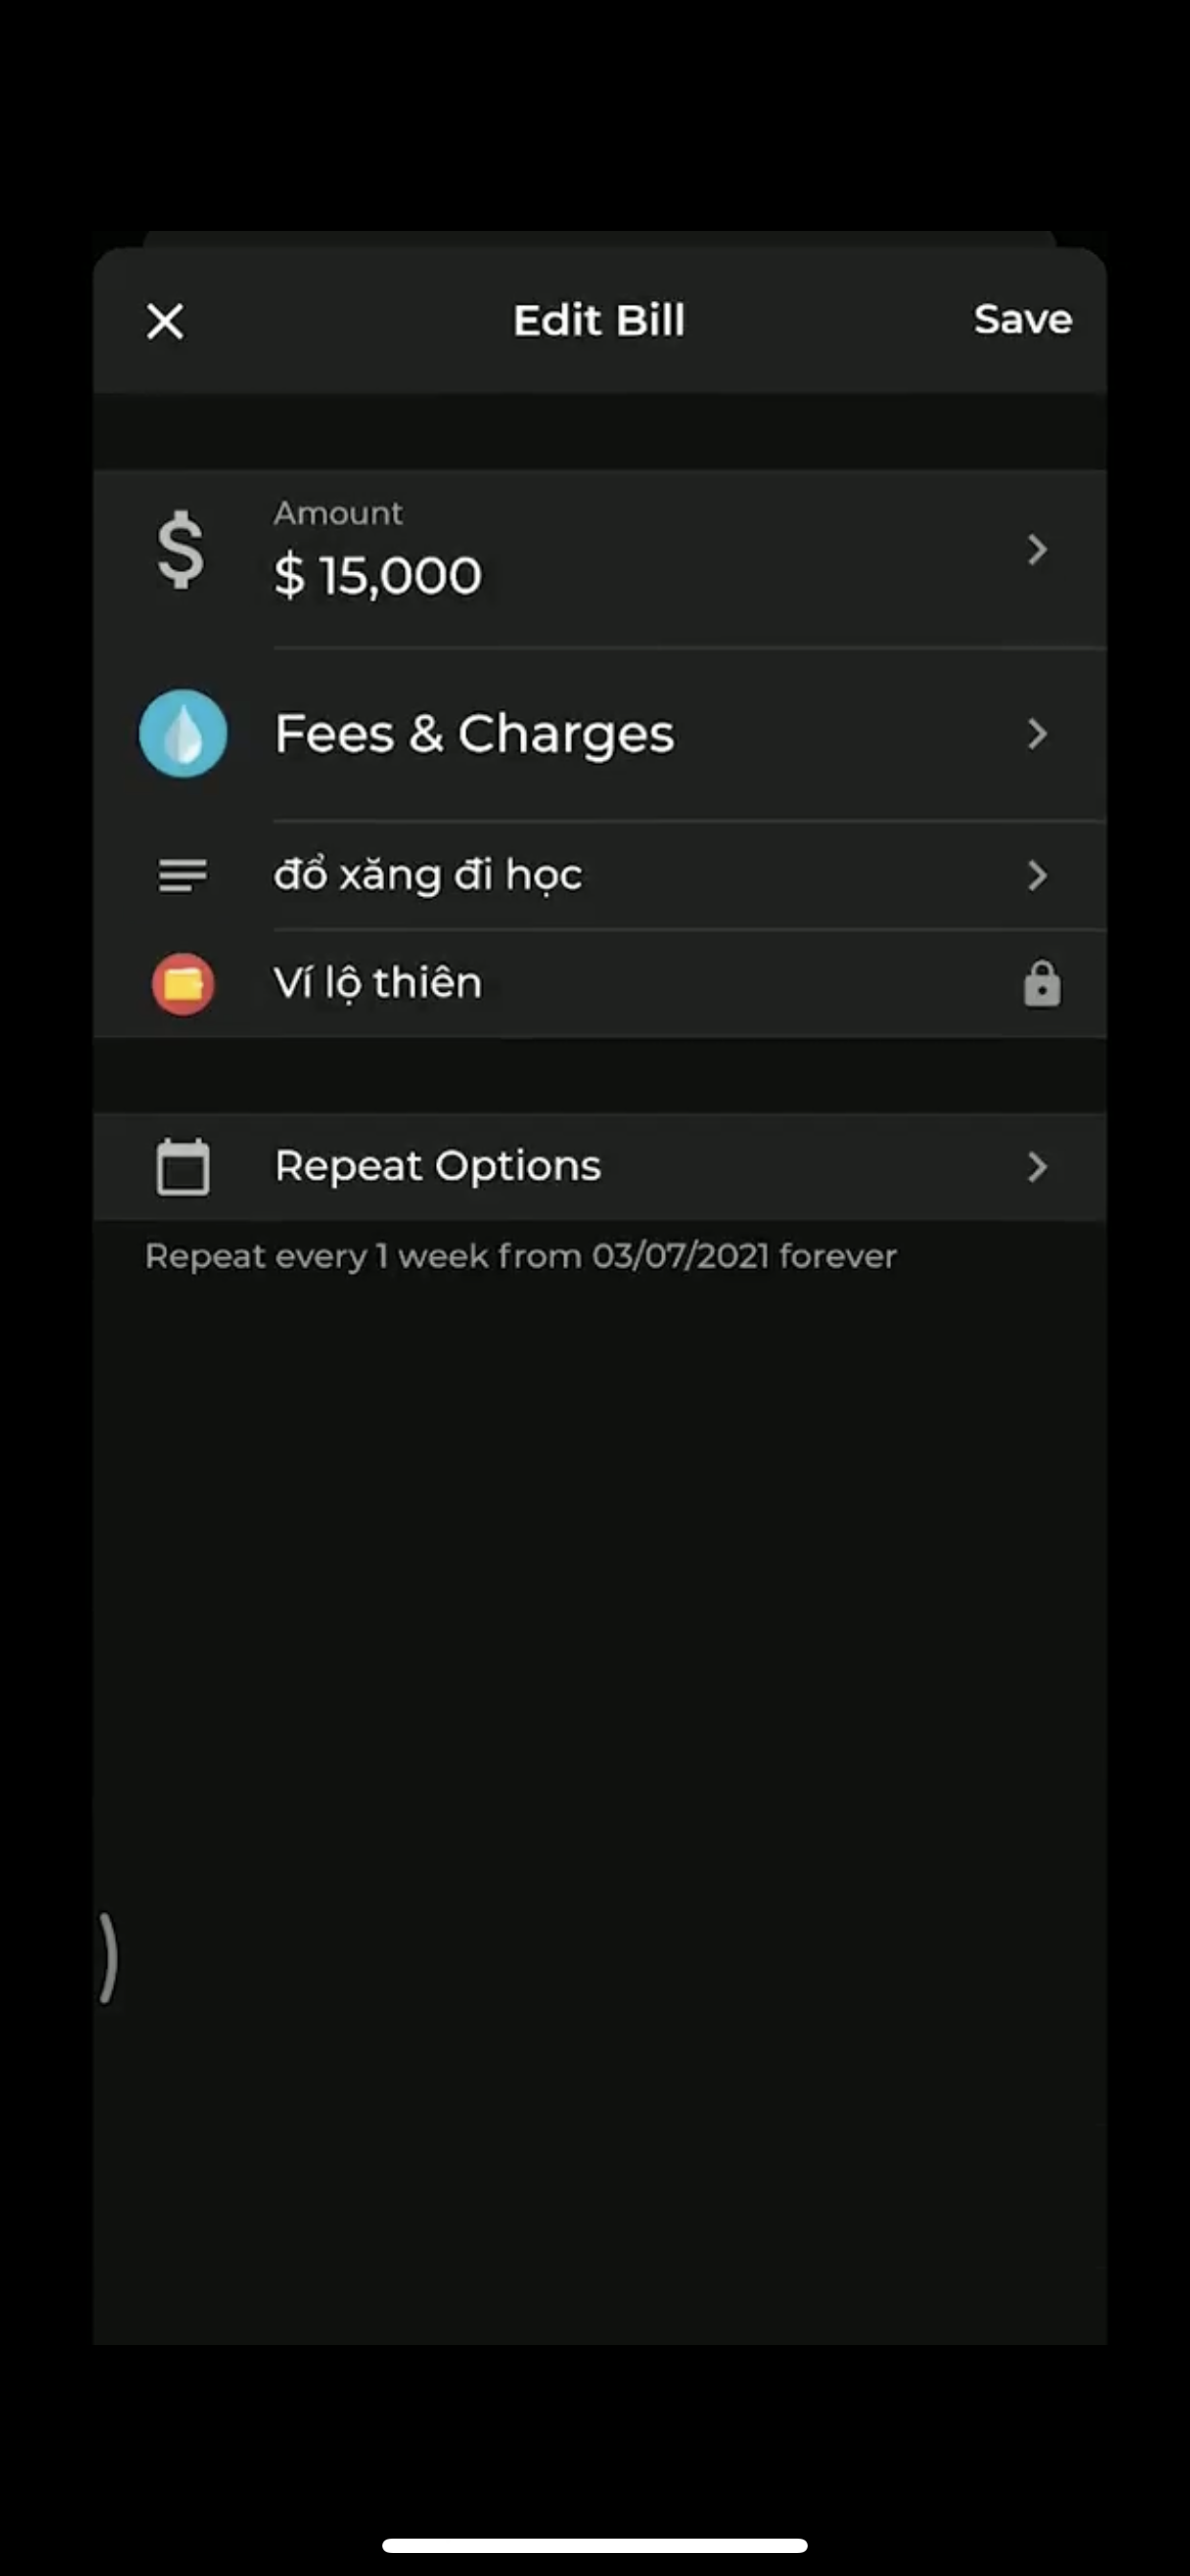 Edit Bill
Save
Amount
$ 15,000
Fees & Charges
đổ xăng đi học
Ví lộ thiên
Repeat Options
Repeat every 1 week from 03/07/2021 forever